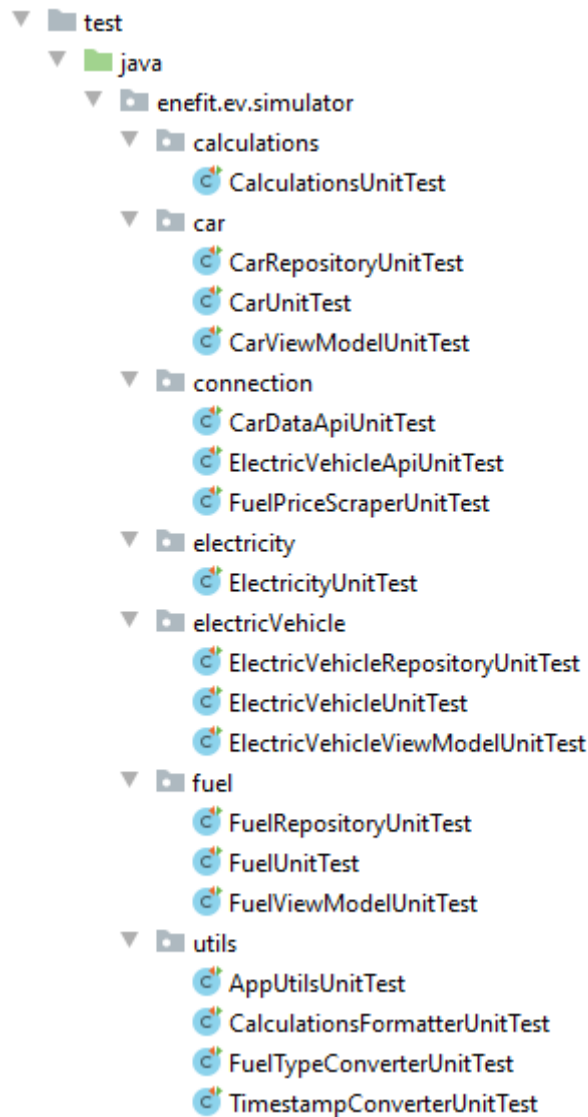 test
java
enefit.ev.simulator
calculations
CalculationsUnitTest
car
CarRepositoryUnitTest
CarUnitTest
CarViewModelUnitTest
connection
CarDataApiUnitTest
ElectricVehicleApiUnitTest
FuelPriceScraperUnitTest
electricity
ElectricityUnitTest
electricVehicle
ElectricVehicleRepositoryUnitTest
ElectricVehicleUnitTest
ElectricVehicleViewModelUnitTest
fuel
FuelRepositoryUnitTest
FuelUnitTest
FuelViewModelUnitTest
utils
AppUtilsUnitTest
CalculationsFormatterUnitTest
FuelTypeConverterUnitTest
TimestampConverterUnitTest